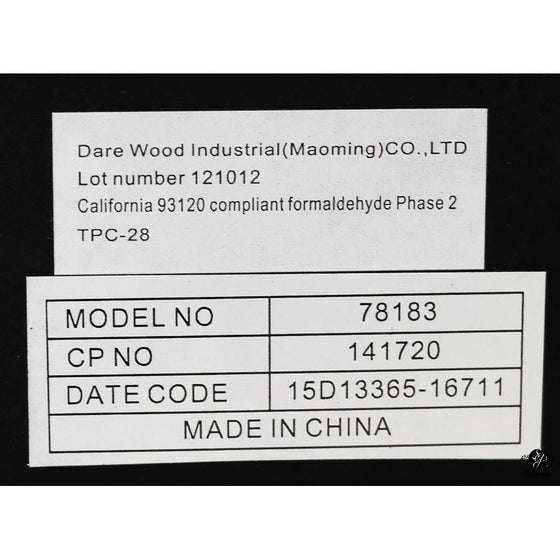 Dare Wood Industrial(Maoming)CO.,LTD
Lot number 121012
California 93120 compliant formaldehyde Phase 2
TPC-28
MODEL NO 78183
CP NO 141720
DATE CODE 15D13365-16711
MADE IN CHINA